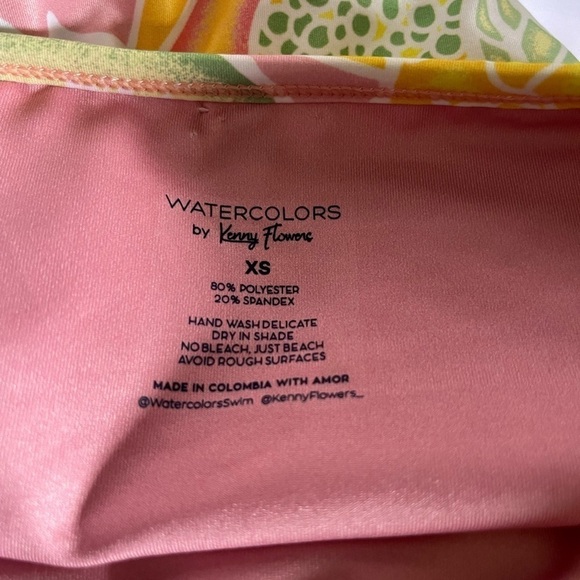 WATERCOLORS
by Kenny Flowers
XS
80% POLYESTER
20% SPANDEX
HAND WASH DELICATE
DRY IN SHADE
NO BLEACH, JUST BEACH
AVOID ROUGH SURFACES
MADE IN COLOMBIA WITH AMOR
@WatercolorsSwim @KennyFlowers_